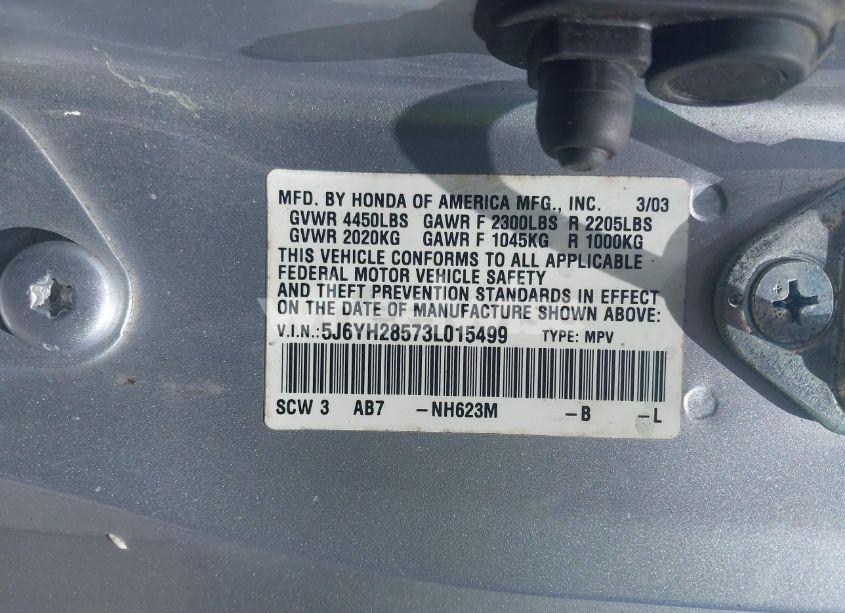 MFD. BY HONDA OF AMERICA MFG., INC. 3/03
GVWR 4450LBS GAWR F 2300LBS R 2205LBS
GVWR 2020KG GAWR F 1045KG R 1000KG
THIS VEHICLE CONFORMS TO ALL APPLICABLE
FEDERAL MOTOR VEHICLE SAFETY
AND THEFT PREVENTION STANDARDS IN EFFECT
ON THE DATE OF MANUFACTURE SHOWN ABOVE:
V.I.N.:5J6YH28573L015499 TYPE: MPV
SCW 3 AB7 -NH623M -B -L